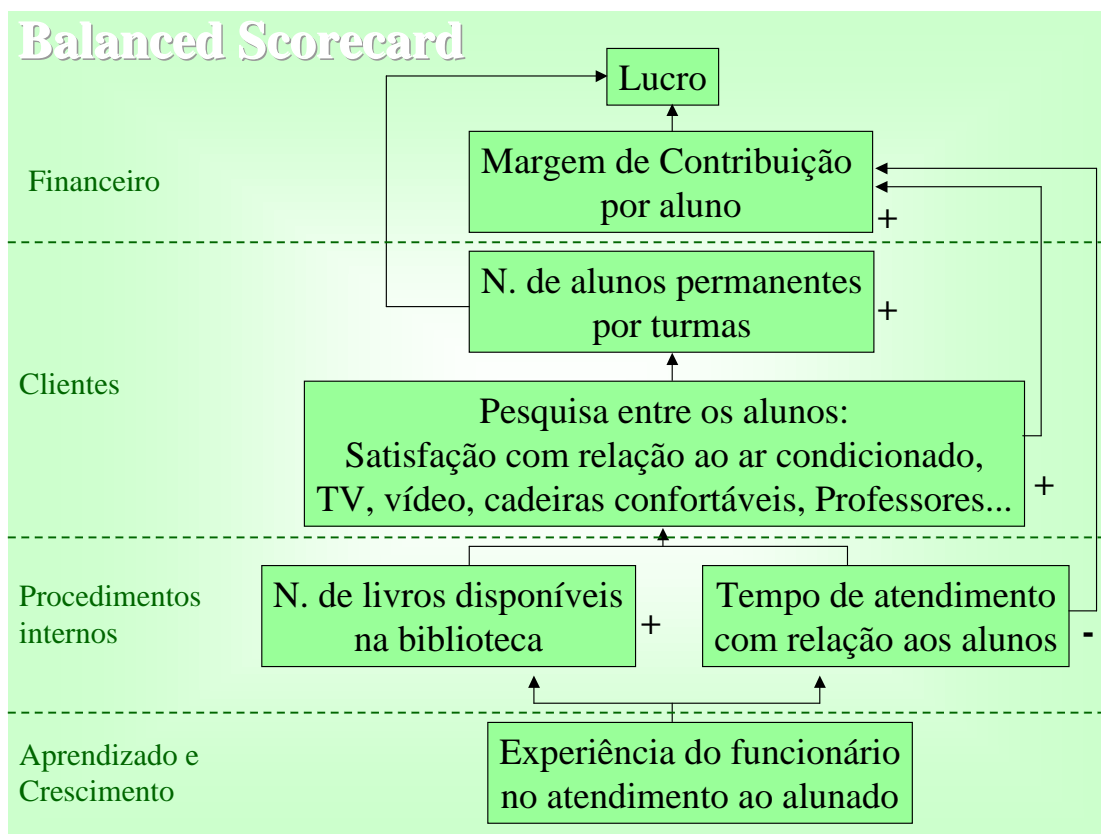 Balanced Scorecard
Lucro
Financeiro
Margem de Contribuição
por aluno
+
N. de alunos permanentes
por turmas
+
Clientes
Pesquisa entre os alunos:
Satisfação com relação ao ar condicionado,
TV, vídeo, cadeiras confortáveis, Professores...
+
Procedimentos
internos
N. de livros disponíveis
na biblioteca
+
Tempo de atendimento
com relação aos alunos
-
Aprendizado e
Crescimento
Experiência do funcionário
no atendimento ao alunado